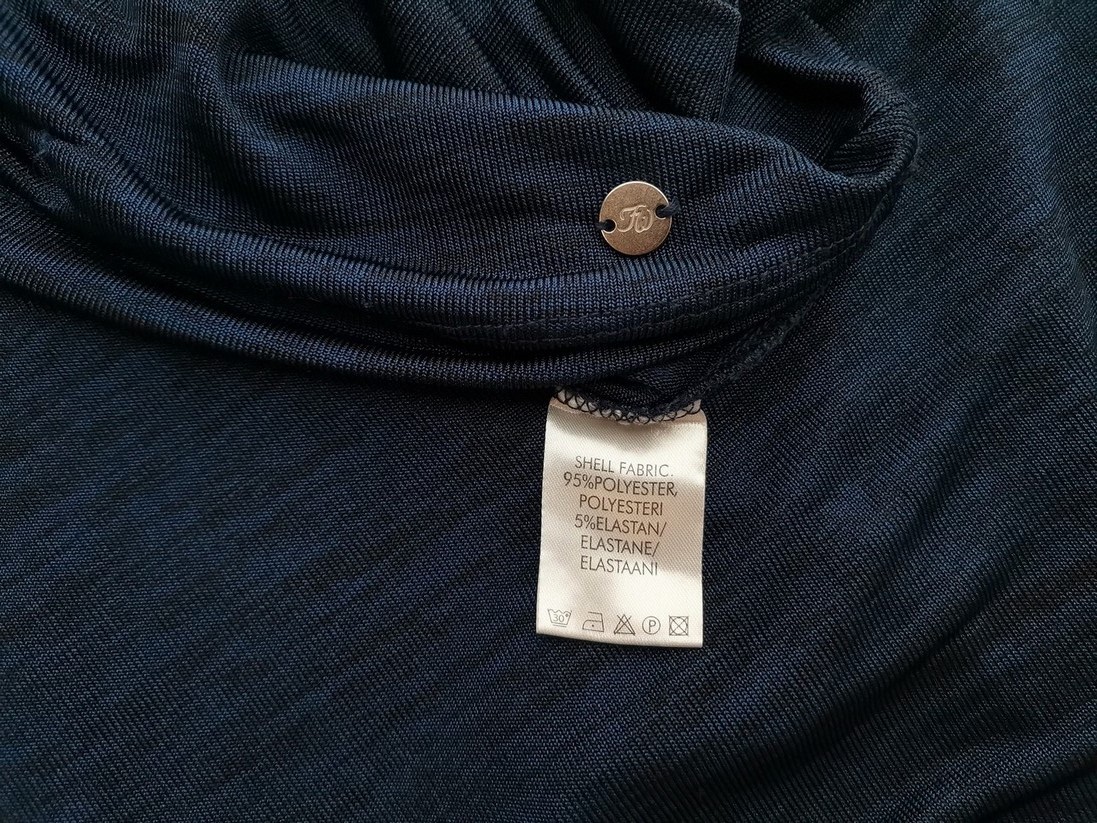 SHELL FABRIC.
95%POLYESTER,
POLYESTERI
5%ELASTAN/
ELASTANE/
ELASTAANI
30°
P